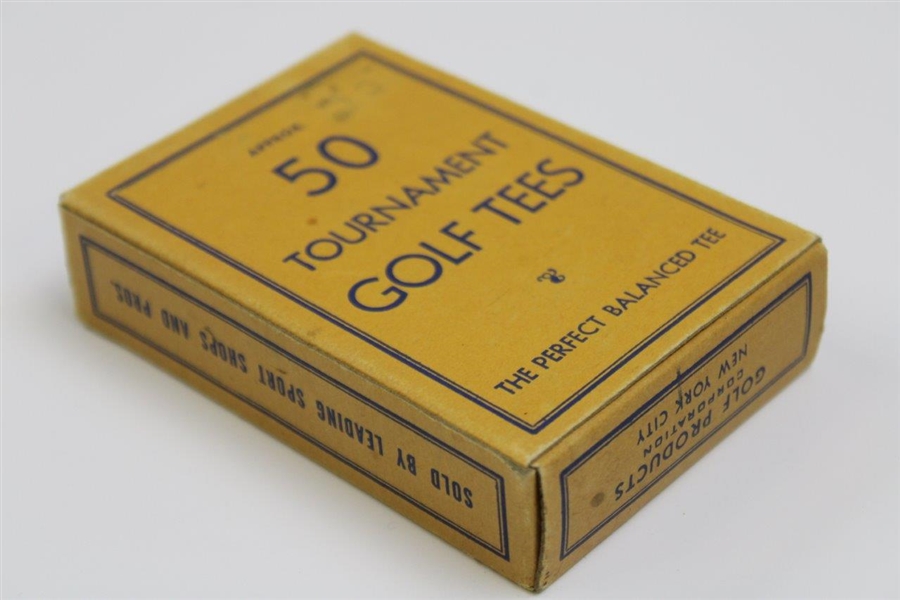 APPROX.
50
TOURNAMENT
GOLF TEES
THE PERFECT BALANCED TEE
SOLD BY LEADING SPORT SHOPS AND PROS.
GOLF PRODUCTS
CORPORATION
NEW YORK CITY